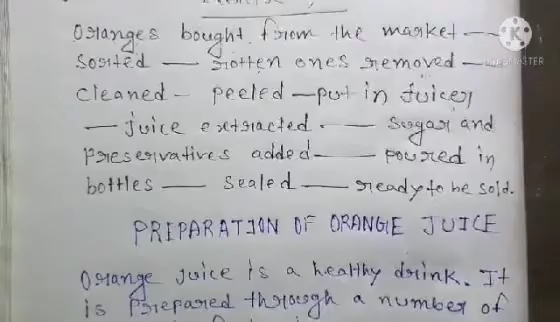 Oranges bought from the market —
Sorted — rotten ones removed —
cleaned — peeled — put in juicer
— juice extracted. — sugar and
preservatives added — poured in
bottles — sealed — ready to be sold.
PRIPARATION OF ORANGE JUICE
Orange juice is a healthy drink. It
is prepared through a number of